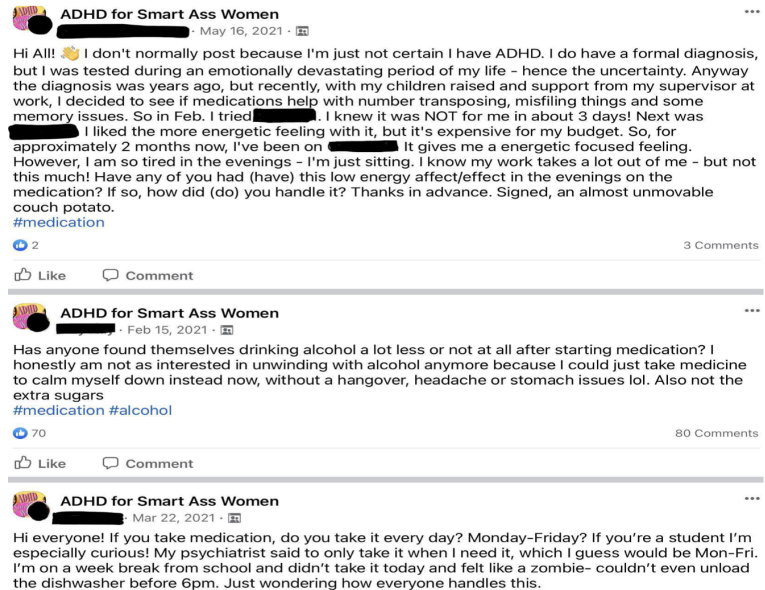 ADHD for Smart Ass Women
May 16, 2021 ·
Hi All! 👋 I don't normally post because I'm just not certain I have ADHD. I do have a formal diagnosis,
but I was tested during an emotionally devastating period of my life - hence the uncertainty. Anyway
the diagnosis was years ago, but recently, with my children raised and support from my supervisor at
work, I decided to see if medications help with number transposing, misfiling things and some
memory issues. So in Feb. I tried . I knew it was NOT for me in about 3 days! Next was
I liked the more energetic feeling with it, but it's expensive for my budget. So, for
approximately 2 months now, I've been on It gives me a energetic focused feeling.
However, I am so tired in the evenings - I'm just sitting. I know my work takes a lot out of me - but not
this much! Have any of you had (have) this low energy affect/effect in the evenings on the
medication? If so, how did (do) you handle it? Thanks in advance. Signed, an almost unmovable
couch potato.
#medication
2 3 Comments
Like Comment
ADHD for Smart Ass Women
· Feb 15, 2021 ·
Has anyone found themselves drinking alcohol a lot less or not at all after starting medication? I
honestly am not as interested in unwinding with alcohol anymore because I could just take medicine
to calm myself down instead now, without a hangover, headache or stomach issues lol. Also not the
extra sugars
#medication #alcohol
70 80 Comments
Like Comment
ADHD for Smart Ass Women
· Mar 22, 2021 ·
Hi everyone! If you take medication, do you take it every day? Monday-Friday? If you're a student I'm
especially curious! My psychiatrist said to only take it when I need it, which I guess would be Mon-Fri.
I'm on a week break from school and didn't take it today and felt like a zombie- couldn't even unload
the dishwasher before 6pm. Just wondering how everyone handles this.